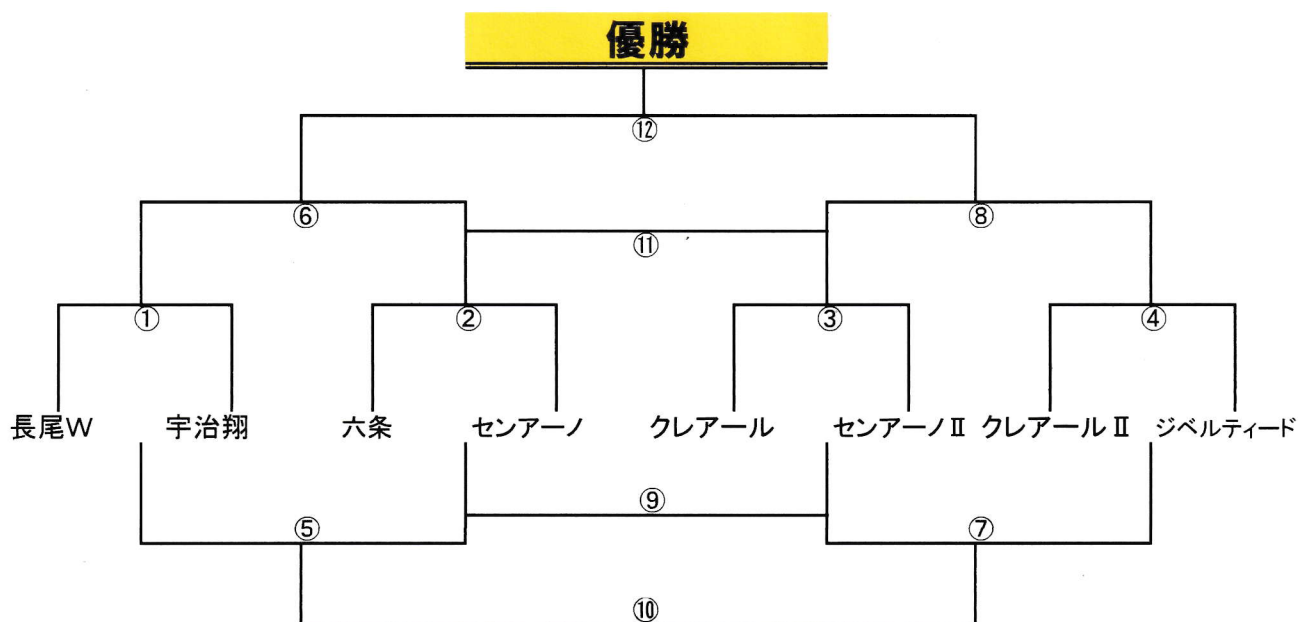 優勝
⑫
⑥ ⑧
⑪
① ② ③ ④
長尾W 宇治翔 六条 センアーノ クレアール センアーノⅡ クレアールⅡ ジベルティード
⑨
⑤ ⑦
⑩